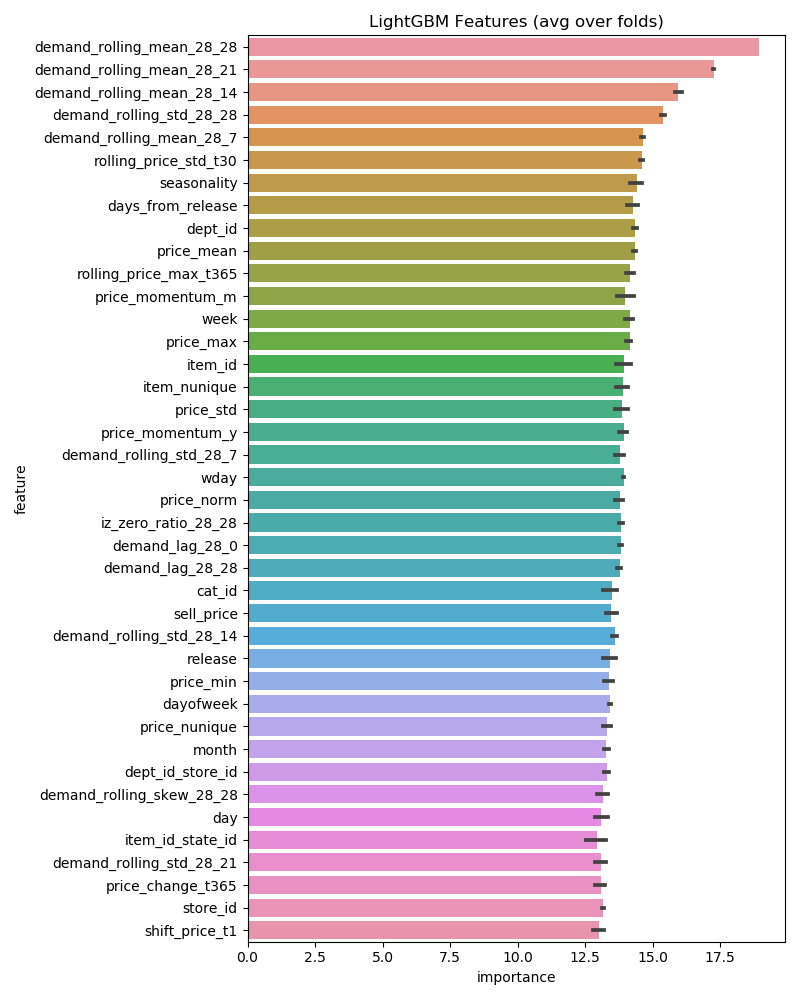 LightGBM Features (avg over folds)
demand_rolling_mean_28_28
demand_rolling_mean_28_21
demand_rolling_mean_28_14
demand_rolling_std_28_28
demand_rolling_mean_28_7
rolling_price_std_t30
seasonality
days_from_release
dept_id
price_mean
rolling_price_max_t365
price_momentum_m
week
price_max
item_id
item_nunique
price_std
price_momentum_y
demand_rolling_std_28_7
wday
price_norm
iz_zero_ratio_28_28
demand_lag_28_0
demand_lag_28_28
cat_id
sell_price
demand_rolling_std_28_14
release
price_min
dayofweek
price_nunique
month
dept_id_store_id
demand_rolling_skew_28_28
day
item_id_state_id
demand_rolling_std_28_21
price_change_t365
store_id
shift_price_t1
feature
0.0 2.5 5.0 7.5 10.0 12.5 15.0 17.5
importance